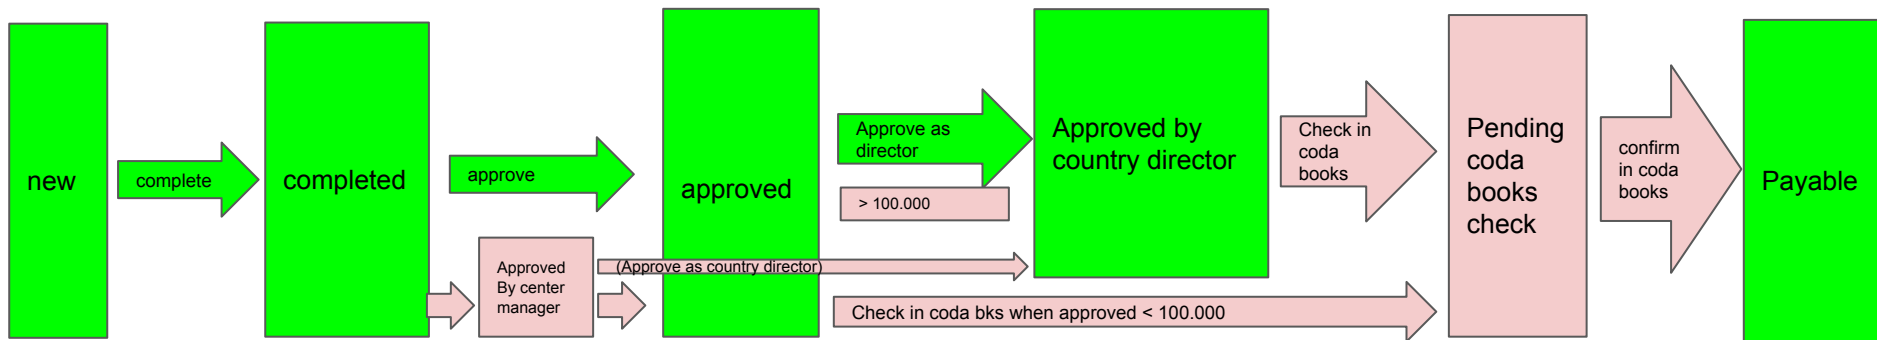 new
complete
completed
approve
Approved
By center
manager
approved
(Approve as country director)
Approve as
director
> 100.000
Approved by
country director
Check in coda bks when approved < 100.000
Check in
coda
books
Pending
coda
books
check
confirm
in coda
books
Payable